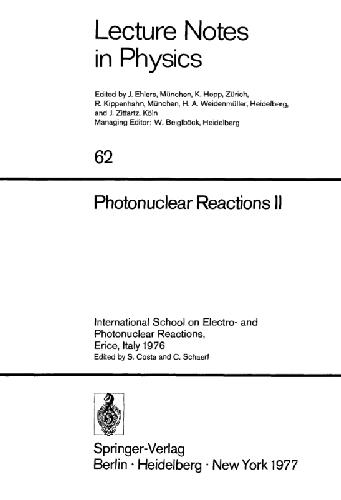 Lecture Notes
in Physics
Edited by J. Ehlers, München, K. Hepp, Zürich,
R. Kippenhahn, München, H. A. Weidenmüller, Heidelberg,
and J. Zittartz, Köln
Managing Editor: W. Beiglböck, Heidelberg
62
Photonuclear Reactions II
International School on Electro- and
Photonuclear Reactions,
Erice, Italy 1976
Edited by S. Costa and C. Schaerf
Springer-Verlag
Berlin · Heidelberg · New York 1977